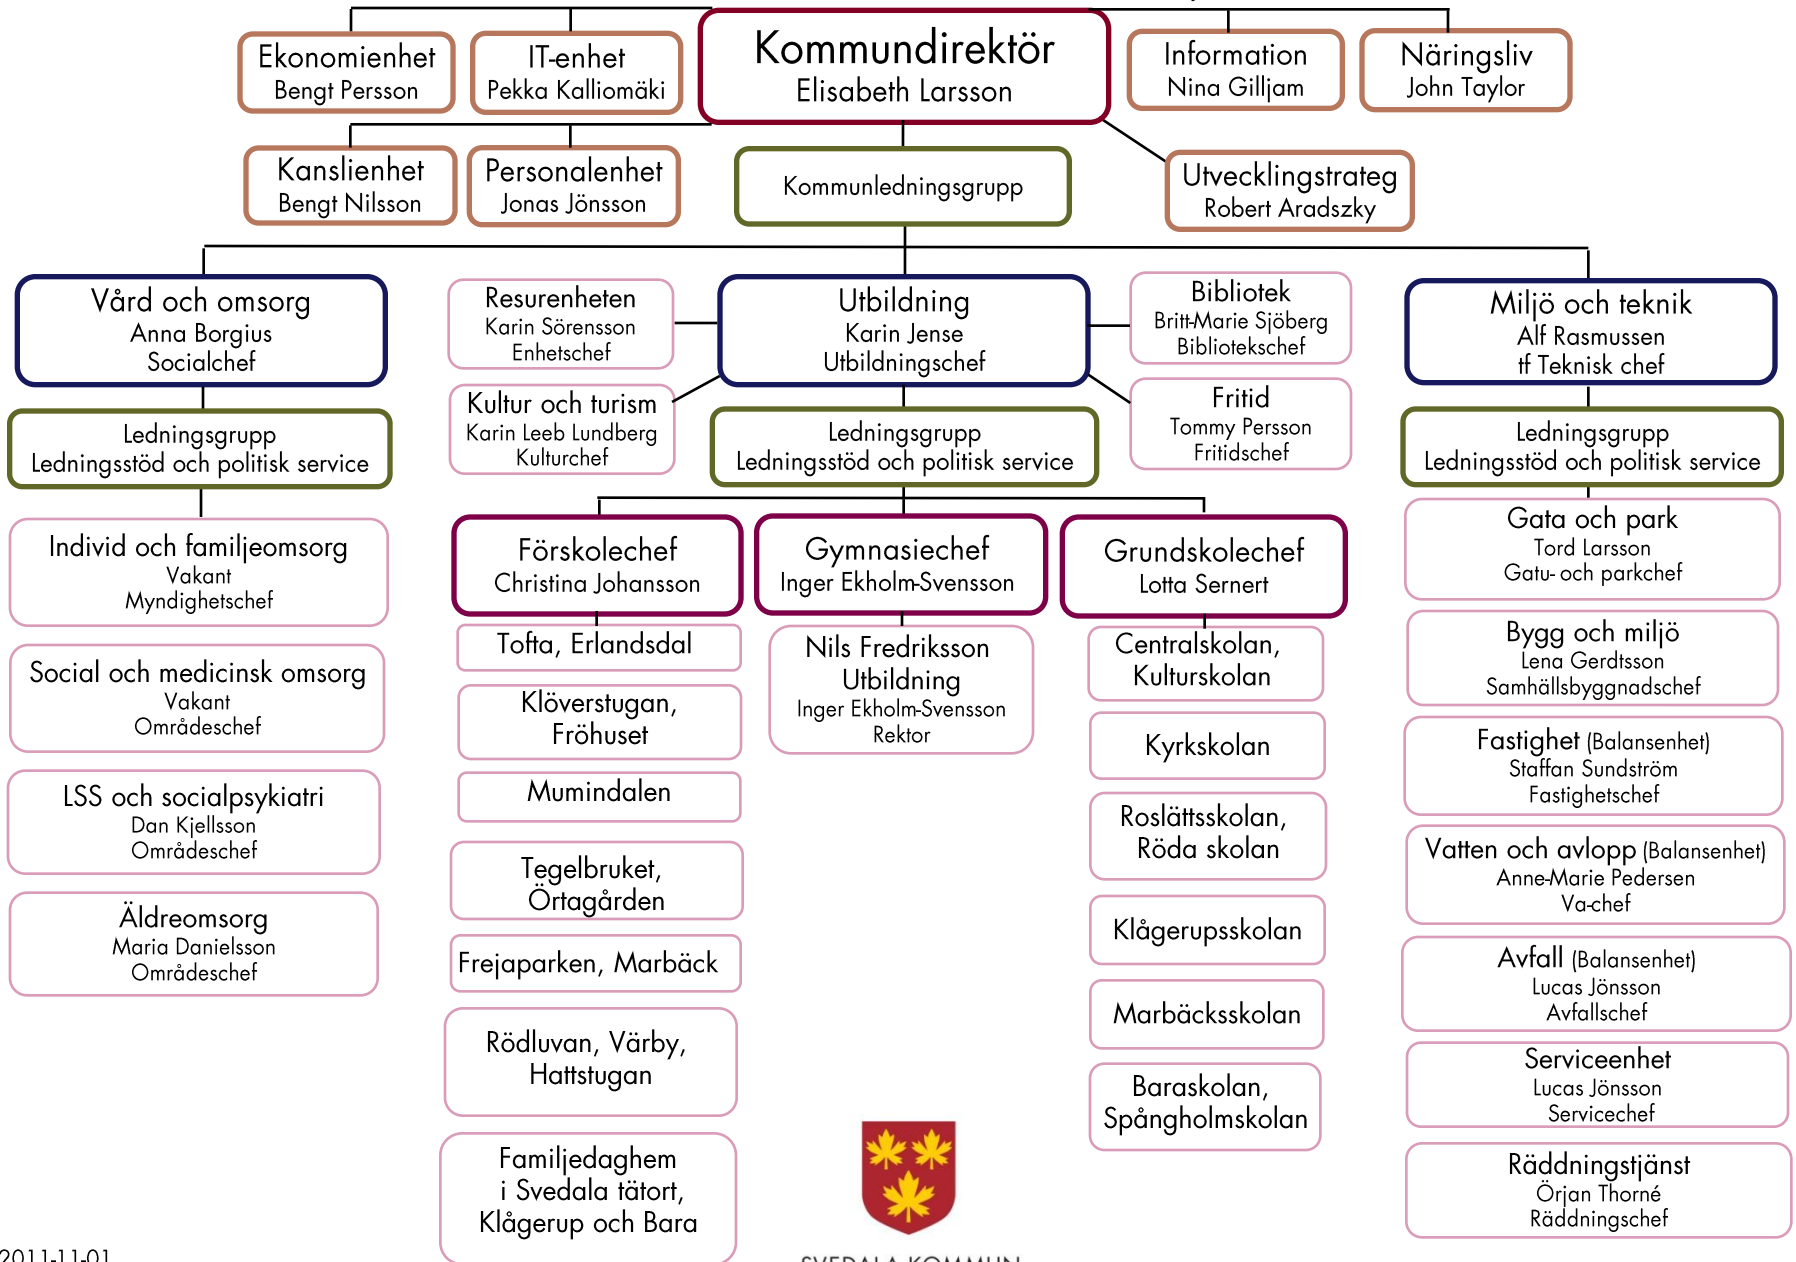 Kommundirektör
Elisabeth Larsson
Ekonomienhet
Bengt Persson
IT-enhet
Pekka Kalliomäki
Information
Nina Gilljam
Näringsliv
John Taylor
Kanslienhet
Bengt Nilsson
Personalenhet
Jonas Jönsson
Kommunledningsgrupp
Utvecklingstrateg
Robert Aradszky
Vård och omsorg
Anna Borgius
Socialchef
Ledningsgrupp
Ledningsstöd och politisk service
Individ och familjeomsorg
Vakant
Myndighetschef
Social och medicinsk omsorg
Vakant
Områdeschef
LSS och socialpsykiatri
Dan Kjellsson
Områdeschef
Äldreomsorg
Maria Danielsson
Områdeschef
Resurenheten
Karin Sörensson
Enhetschef
Kultur och turism
Karin Leeb Lundberg
Kulturchef
Utbildning
Karin Jense
Utbildningschef
Bibliotek
Britt-Marie Sjöberg
Bibliotekschef
Fritid
Tommy Persson
Fritidschef
Ledningsgrupp
Ledningsstöd och politisk service
Förskolechef
Christina Johansson
Tofta, Erlandsdal
Klöverstugan,
Fröhuset
Mumindalen
Tegelbruket,
Örtagården
Frejaparken, Marbäck
Rödluvan, Värby,
Hattstugan
Familjedaghem
i Svedala tätort,
Klågerup och Bara
Gymnasiechef
Inger Ekholm-Svensson
Nils Fredriksson
Utbildning
Inger Ekholm-Svensson
Rektor
Grundskolechef
Lotta Sernert
Centralskolan,
Kulturskolan
Kyrkskolan
Roslättsskolan,
Röda skolan
Klågerupsskolan
Marbäcksskolan
Baraskolan,
Spångholmskolan
Miljö och teknik
Alf Rasmussen
tf Teknisk chef
Ledningsgrupp
Ledningsstöd och politisk service
Gata och park
Tord Larsson
Gatu- och parkchef
Bygg och miljö
Lena Gerdtsson
Samhällsbyggnadschef
Fastighet (Balansenhet)
Staffan Sundström
Fastighetschef
Vatten och avlopp (Balansenhet)
Anne-Marie Pedersen
Va-chef
Avfall (Balansenhet)
Lucas Jönsson
Avfallschef
Serviceenhet
Lucas Jönsson
Servicechef
Räddningstjänst
Örjan Thorné
Räddningschef
2011-11-01
SVEDALA KOMMUN